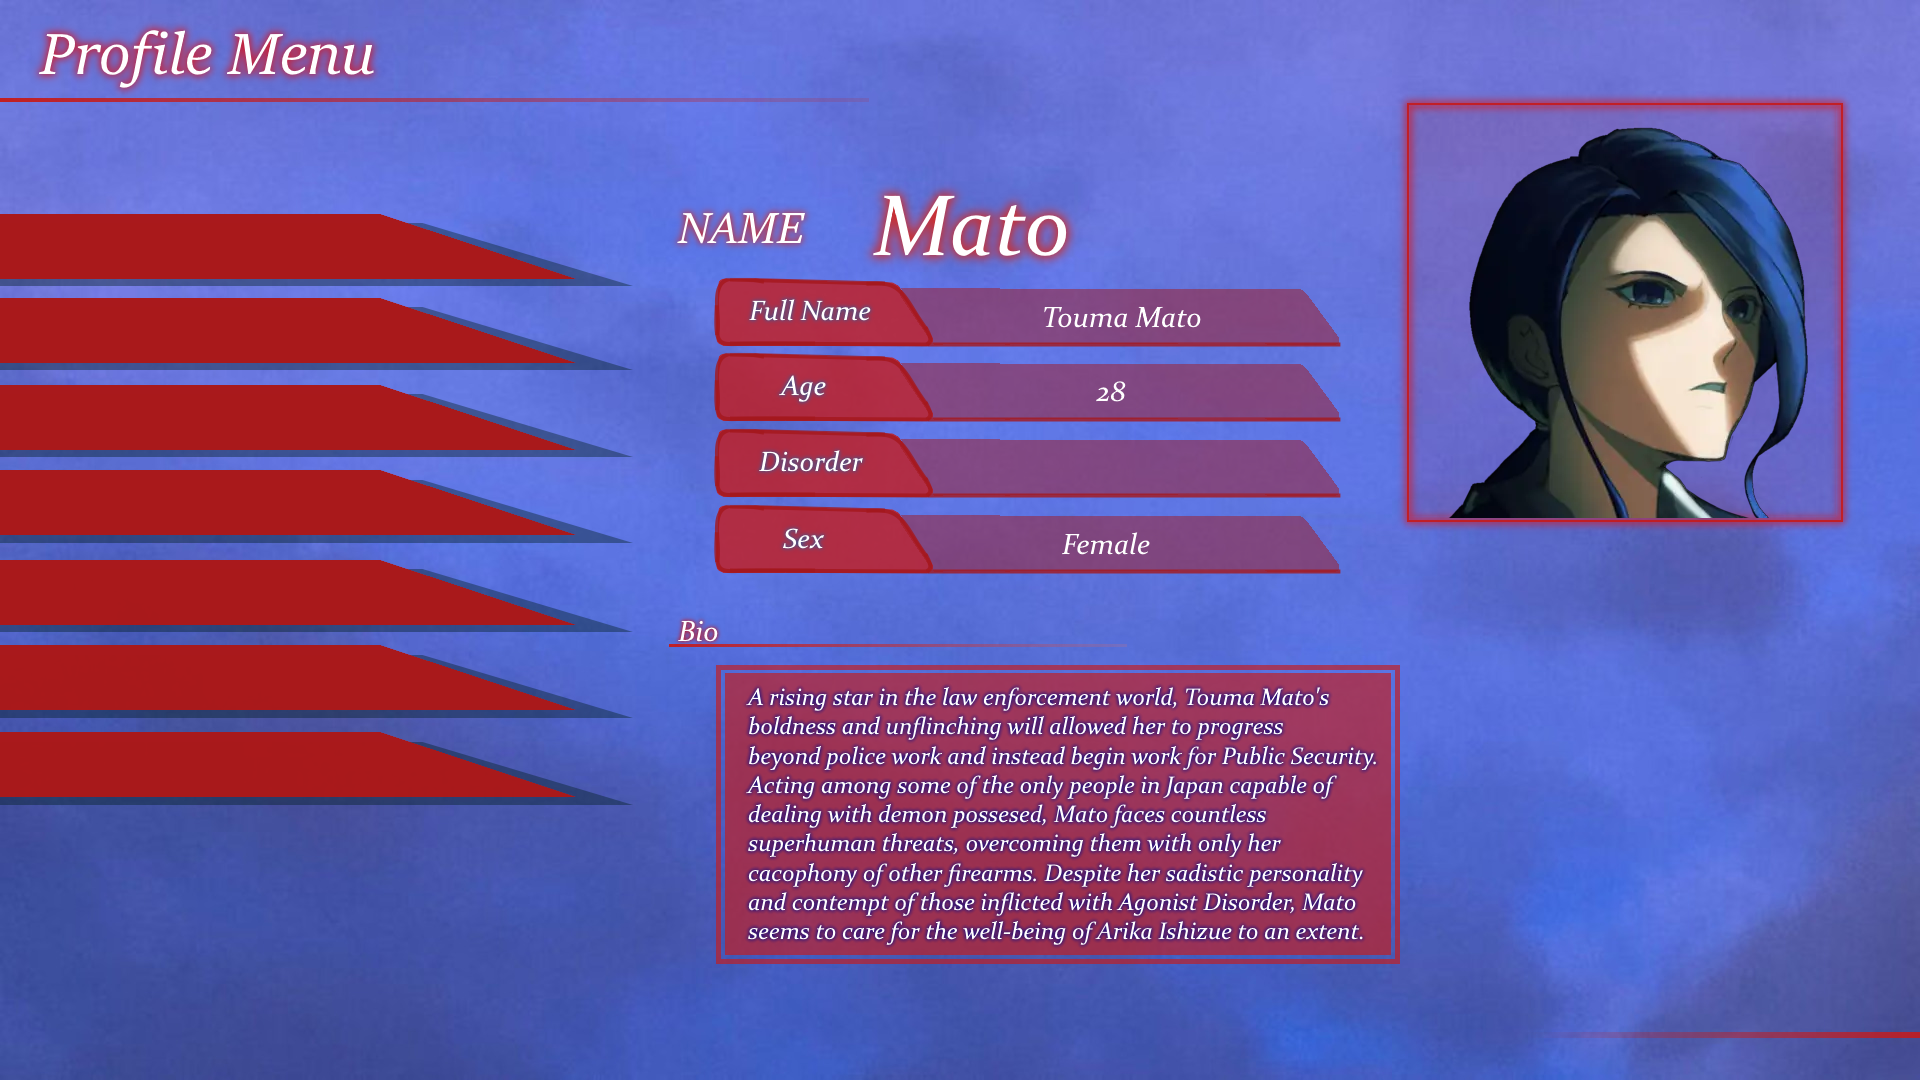 Profile Menu
NAME Mato
Full Name Touma Mato
Age 28
Disorder
Sex Female
Bio
A rising star in the law enforcement world, Touma Mato's
boldness and unflinching will allowed her to progress
beyond police work and instead begin work for Public Security.
Acting among some of the only people in Japan capable of
dealing with demon possesed, Mato faces countless
superhuman threats, overcoming them with only her
cacophony of other firearms. Despite her sadistic personality
and contempt of those inflicted with Agonist Disorder, Mato
seems to care for the well-being of Arika Ishizue to an extent.